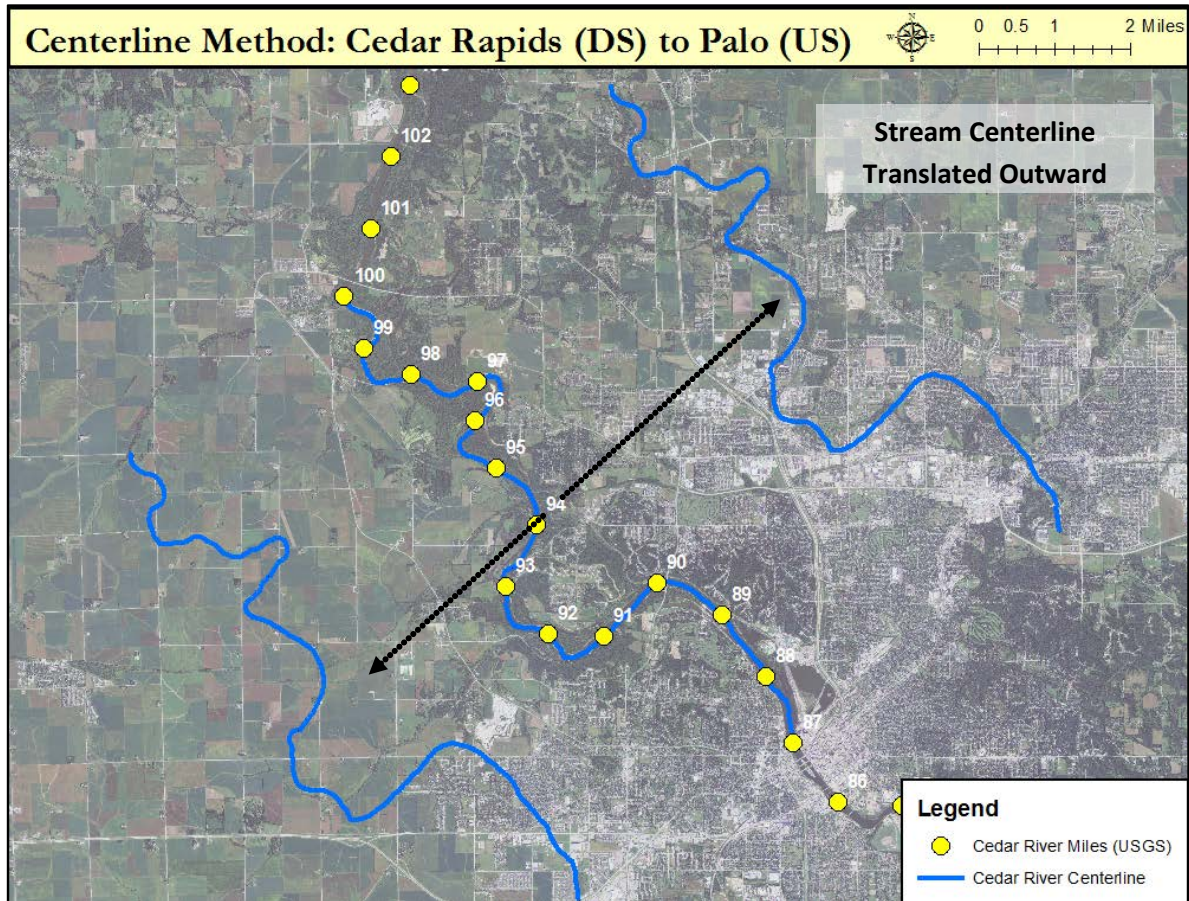 Centerline Method: Cedar Rapids (DS) to Palo (US)
N
W E
S
0 0.5 1 2 Miles
Stream Centerline
Translated Outward
102
101
100
99
98
97
96
95
94
93
92
91
90
89
88
87
86
Legend
Cedar River Miles (USGS)
Cedar River Centerline